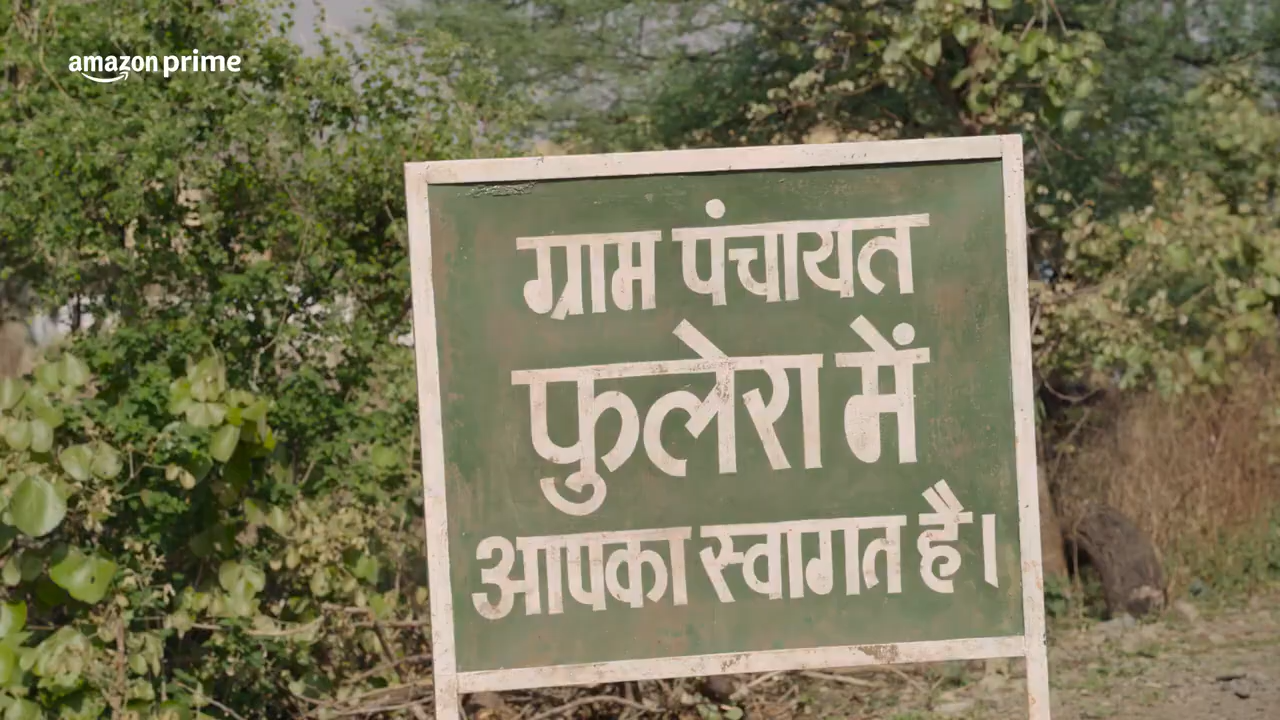 amazon prime
ग्राम पंचायत
फुलेरा में
आपका स्वागत है।